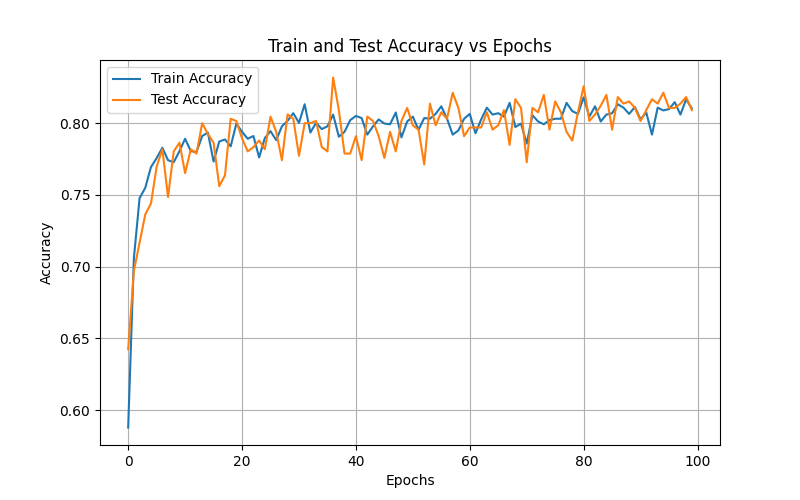 Train and Test Accuracy vs Epochs
Train Accuracy
Test Accuracy
0.80
0.75
0.70
0.65
0.60
Accuracy
0
20
40
60
80
100
Epochs